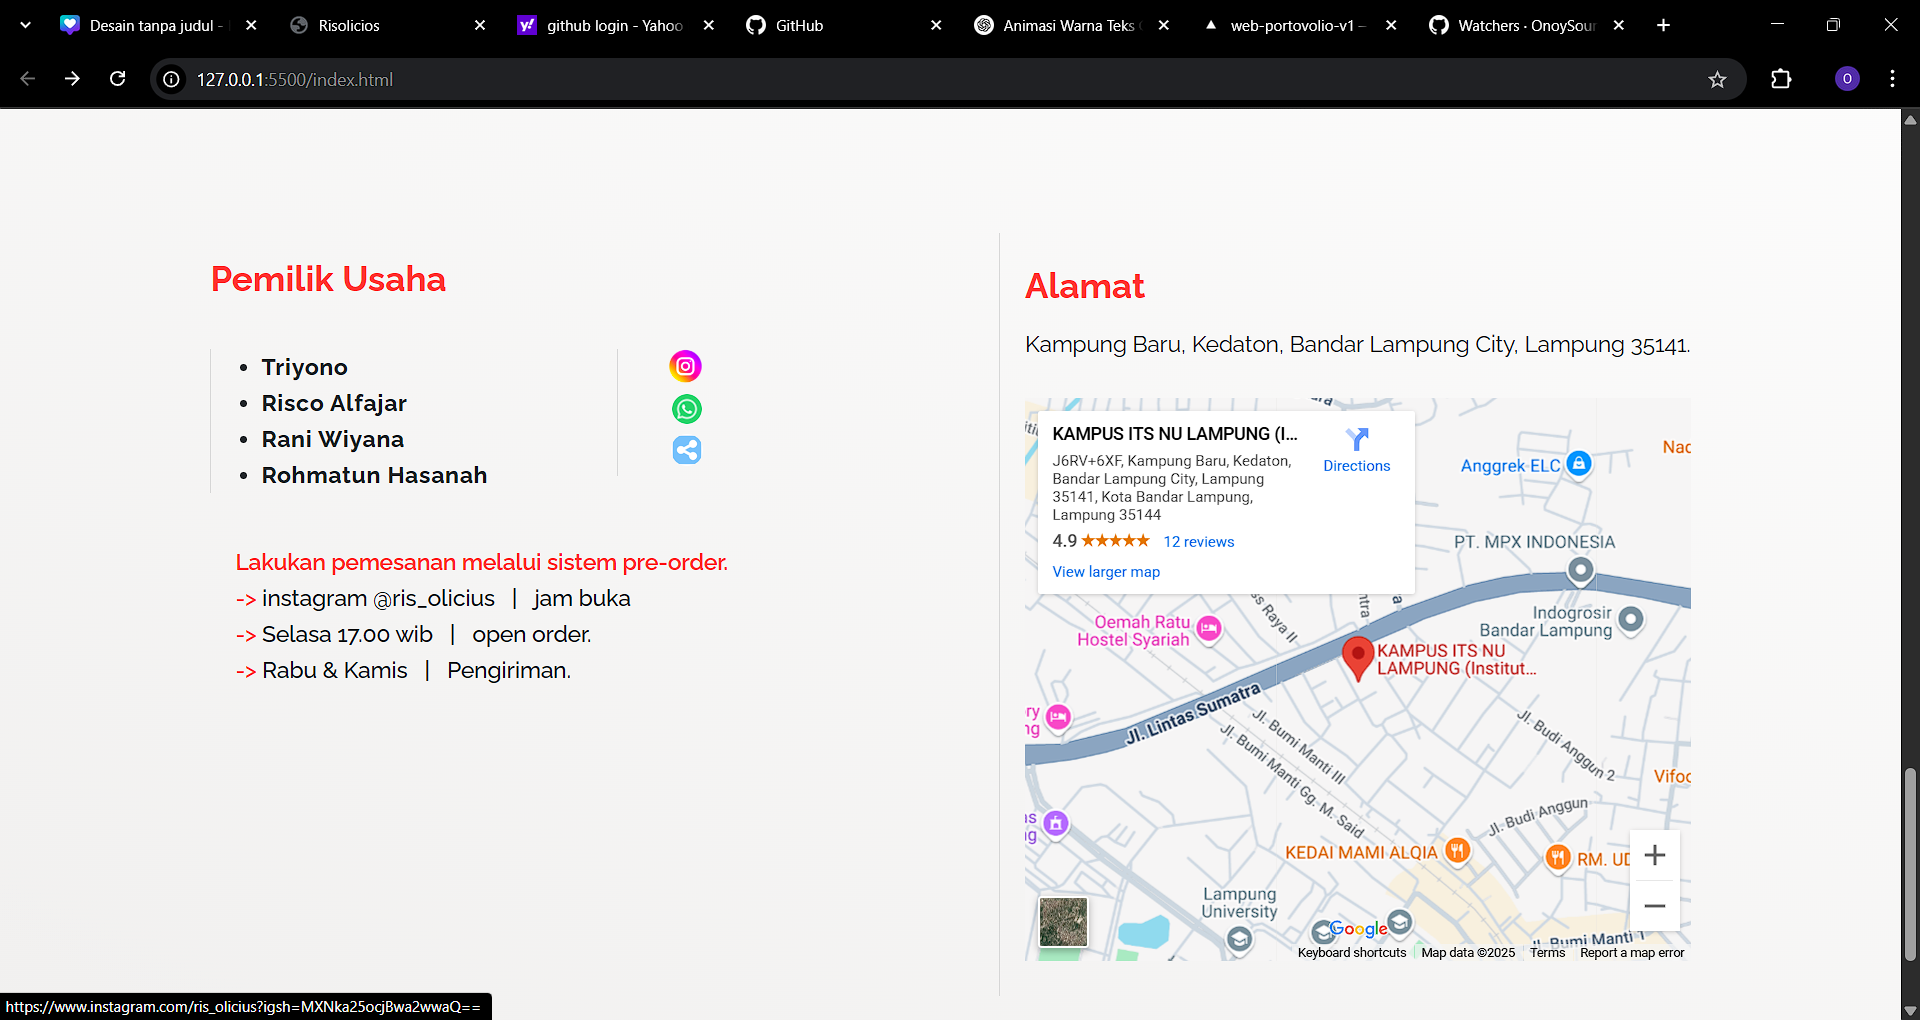 Desain tanpa judul -
Risolicios
github login - Yahoo
GitHub
Animasi Warna Teks
web-portovolio-v1 –
Watchers · OnoySour
127.0.0.1:5500/index.html
O
Pemilik Usaha
• Triyono
• Risco Alfajar
• Rani Wiyana
• Rohmatun Hasanah
Lakukan pemesanan melalui sistem pre-order.
-> instagram @ris_olicius | jam buka
-> Selasa 17.00 wib | open order.
-> Rabu & Kamis | Pengiriman.
Alamat
Kampung Baru, Kedaton, Bandar Lampung City, Lampung 35141.
KAMPUS ITS NU LAMPUNG (I...
J6RV+6XF, Kampung Baru, Kedaton,
Bandar Lampung City, Lampung
35141, Kota Bandar Lampung,
Lampung 35144
Directions
4.9 ★★★★★ 12 reviews
View larger map
Anggrek ELC
Nad
PT. MPX INDONESIA
Indogrosir
Bandar Lampung
ss Raya II
Oemah Ratu
Hostel Syariah
KAMPUS ITS NU
LAMPUNG (Institut...
Jl. Lintas Sumatra
Jl. Bumi Manti III
Jl. Bumi Manti Gg. M. Said
Jl. Budi Anggun 2
Vifoo
Jl. Budi Anggun
KEDAI MAMI ALQIA
RM. UD
Lampung
University
Google
Jl. Bumi Manti 1
Keyboard shortcuts Map data ©2025 Terms Report a map error
https://www.instagram.com/ris_olicius?igsh=MXNka25ocjBwa2wwaQ==